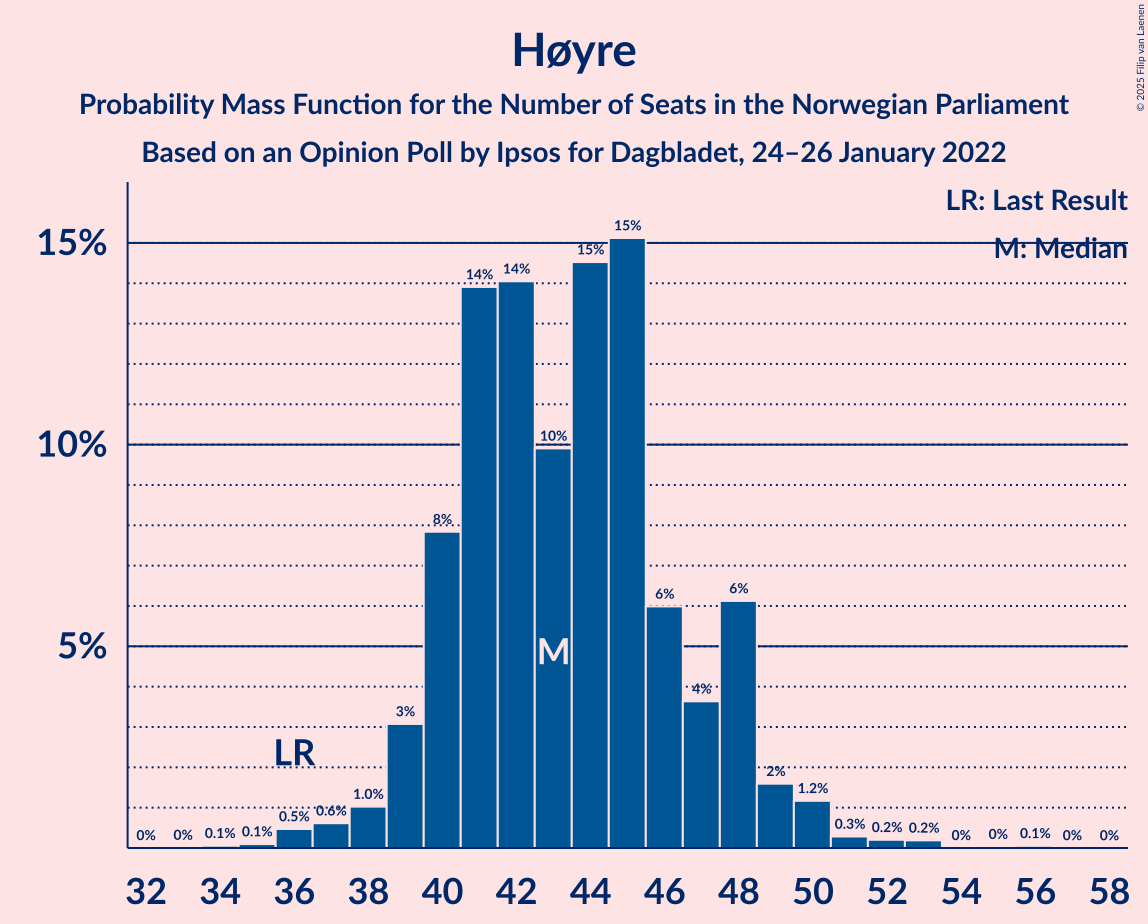 Høyre
Probability Mass Function for the Number of Seats in the Norwegian Parliament
Based on an Opinion Poll by Ipsos for Dagbladet, 24–26 January 2022
© 2025 Filip van Laenen
LR: Last Result
M: Median
15%
10%
5%
0% 0% 0.1% 0.1% 0.5% 0.6% 1.0% 3% 8% 14% 14% 10% 15% 15% 6% 4% 6% 2% 1.2% 0.3% 0.2% 0.2% 0% 0% 0.1% 0% 0%
LR
M
32 34 36 38 40 42 44 46 48 50 52 54 56 58